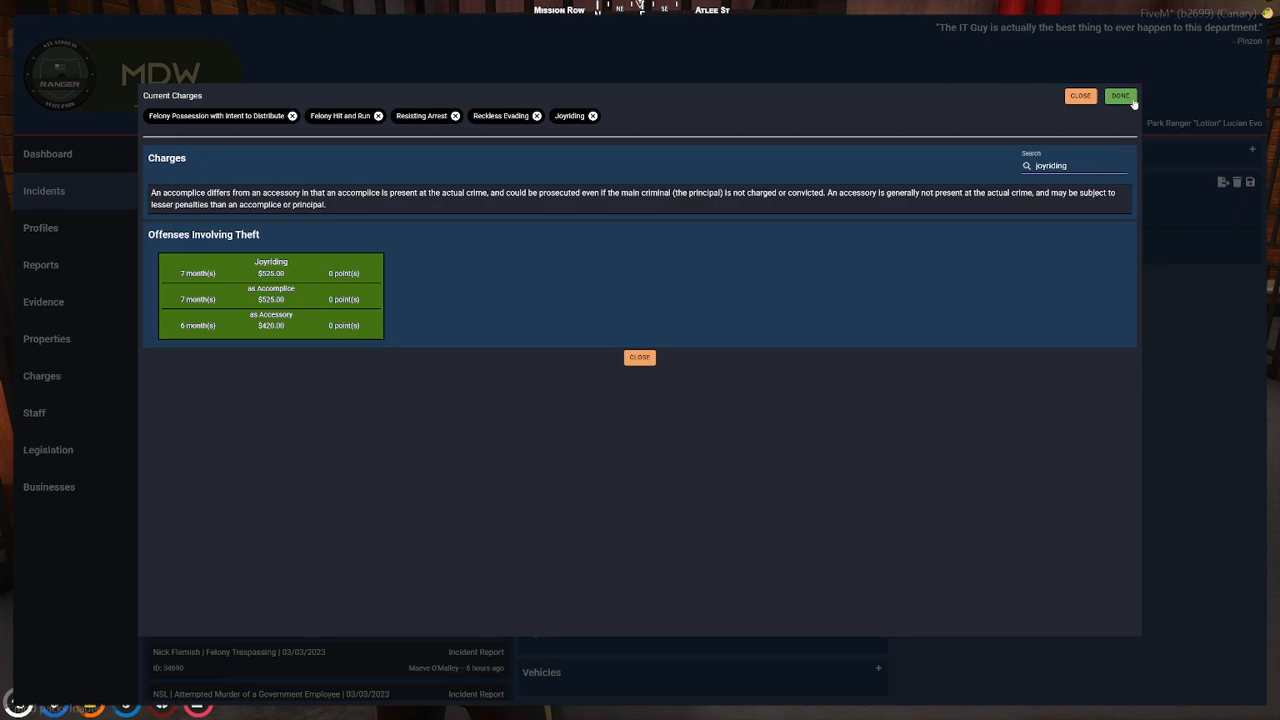 Mission Row NE SE Atlee St
FiveM* (b2699) (Canary)
"The IT Guy is actually the best thing to ever happen to this department."
- Pinzon
SAN ANDREAS
RANGER
STATE PARK
MDW
Park Ranger "Lotion" Lucian Evo
Current Charges
CLOSE DONE
Felony Possession with Intent to Distribute Felony Hit and Run Resisting Arrest Reckless Evading Joyriding
Dashboard
Incidents
Profiles
Reports
Evidence
Properties
Charges
Staff
Legislation
Businesses
Charges
Search
joyriding
An accomplice differs from an accessory in that an accomplice is present at the actual crime, and could be prosecuted even if the main criminal (the principal) is not charged or convicted. An accessory is generally not present at the actual crime, and may be subject to
lesser penalties than an accomplice or principal.
Offenses Involving Theft
Joyriding
7 month(s) $525.00 0 point(s)
as Accomplice
7 month(s) $525.00 0 point(s)
as Accessory
6 month(s) $420.00 0 point(s)
CLOSE
Nick Flemish | Felony Trespassing | 03/03/2023 Incident Report
ID: 34690 Maeve O'Malley - 6 hours ago
NSL | Attempted Murder of a Government Employee | 03/03/2023 Incident Report
Vehicles